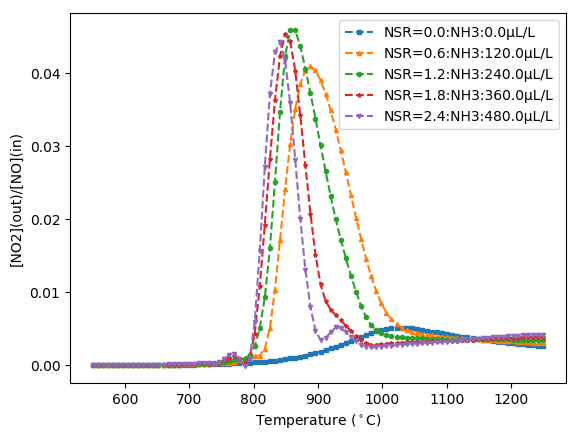 NSR=0.0:NH3:0.0μL/L
NSR=0.6:NH3:120.0μL/L
NSR=1.2:NH3:240.0μL/L
NSR=1.8:NH3:360.0μL/L
NSR=2.4:NH3:480.0μL/L
[NO2](out)/[NO](in)
0.04
0.03
0.02
0.01
0.00
600 700 800 900 1000 1100 1200
Temperature (°C)